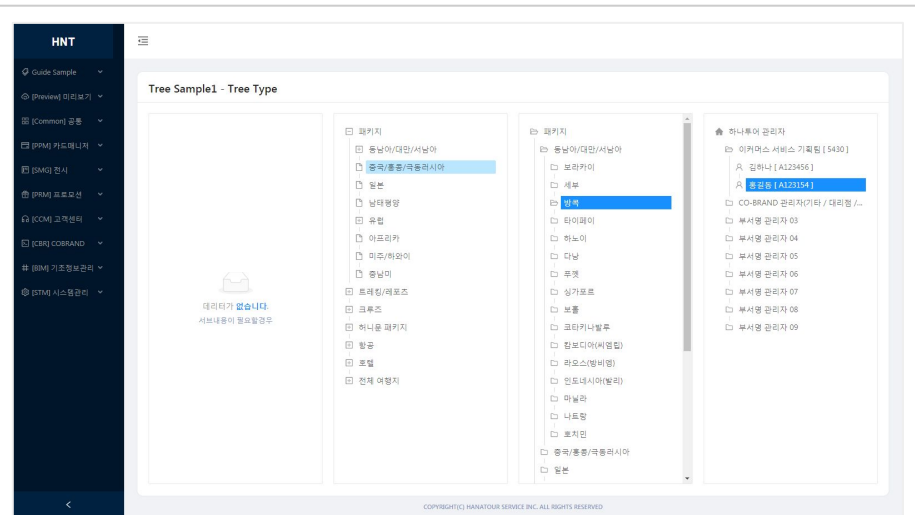 HNT
Guide Sample
[Preview] 미리보기
[Common] 공통
[PPM] 카드매니저
[SMG] 전시
[PRM] 프로모션
[CCM] 고객센터
[CBR] COBRAND
[BIM] 기초정보관리
[STM] 시스템관리
Tree Sample1 - Tree Type
데리터가 없습니다.
서브내용이 필요할경우
패키지
동남아/대만/서남아
중국/홍콩/극동러시아
일본
남태평양
유럽
아프리카
미주/하와이
중남미
트레킹/레포츠
크루즈
허니문 패키지
항공
호텔
전체 여행지
패키지
동남아/대만/서남아
보라카이
세부
방콕
타이페이
하노이
다낭
푸켓
싱가포르
보홀
코타키나발루
캄보디아(씨엠립)
라오스(방비엥)
인도네시아(발리)
마닐라
나트랑
호치민
중국/홍콩/극동러시아
일본
하나투어 관리자
이커머스 서비스 기획팀 [ 5430 ]
김하나 [ A123456 ]
홍길동 [ A123154 ]
CO-BRAND 관리자(기타 / 대리점 /...
부서명 관리자 03
부서명 관리자 04
부서명 관리자 05
부서명 관리자 06
부서명 관리자 07
부서명 관리자 08
부서명 관리자 09
COPYRIGHT(C) HANATOUR SERVICE INC. ALL RIGHTS RESERVED